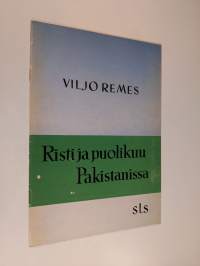 VILJO REMES
Risti ja puolikuu
Pakistanissa
sls